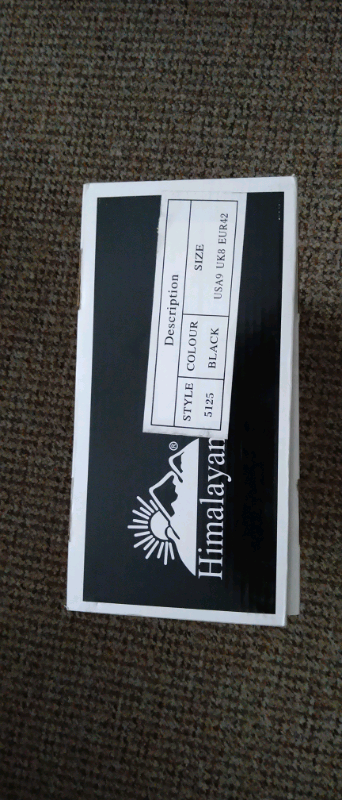 Himalayan®
Description
STYLE COLOUR SIZE
5125 BLACK USA9 UK8 EUR42